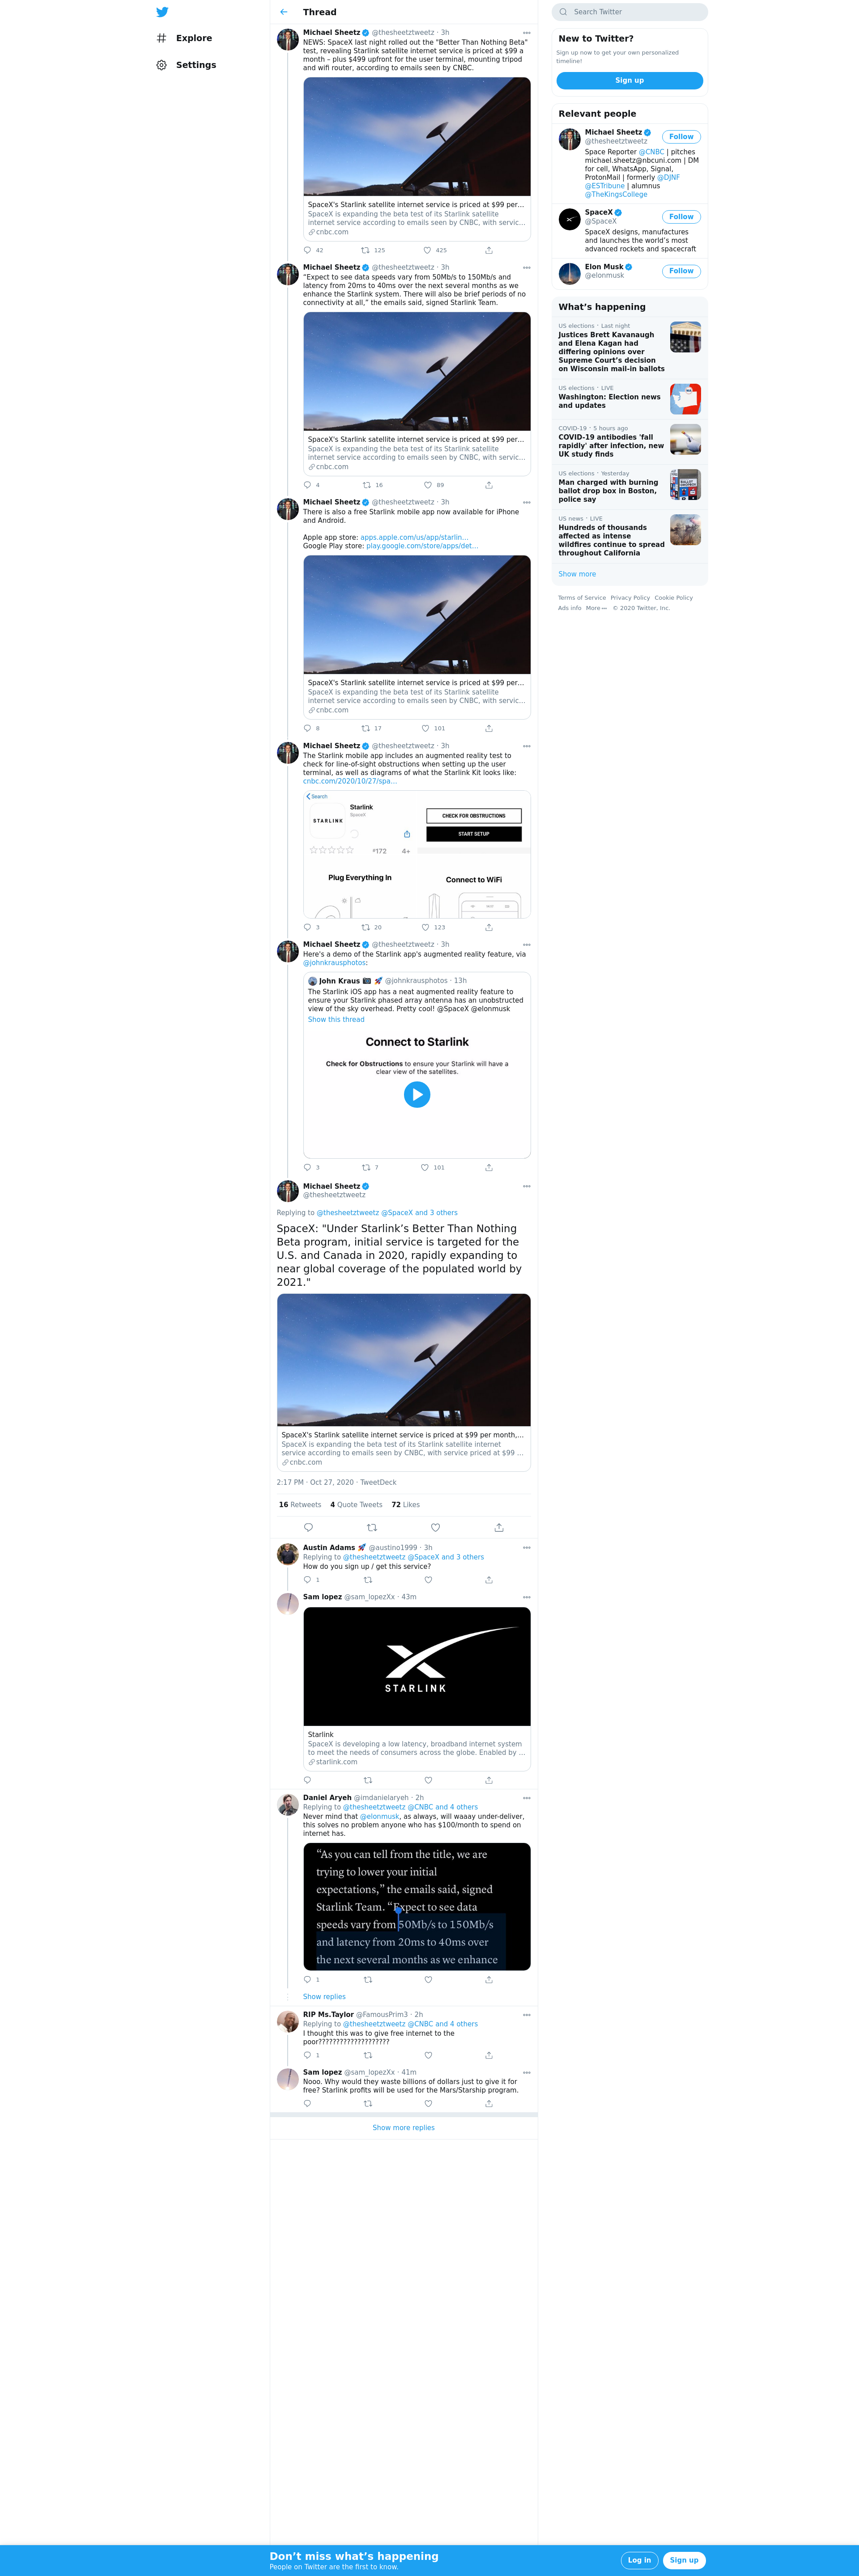 Explore
Settings
Thread
Michael Sheetz @thesheetztweetz · 3h
NEWS: SpaceX last night rolled out the "Better Than Nothing Beta"
test, revealing Starlink satellite internet service is priced at $99 a
month – plus $499 upfront for the user terminal, mounting tripod
and wifi router, according to emails seen by CNBC.
SpaceX's Starlink satellite internet service is priced at $99 per...
SpaceX is expanding the beta test of its Starlink satellite
internet service according to emails seen by CNBC, with servic...
cnbc.com
42 125 425
Michael Sheetz @thesheetztweetz · 3h
"Expect to see data speeds vary from 50Mb/s to 150Mb/s and
latency from 20ms to 40ms over the next several months as we
enhance the Starlink system. There will also be brief periods of no
connectivity at all," the emails said, signed Starlink Team.
SpaceX's Starlink satellite internet service is priced at $99 per...
SpaceX is expanding the beta test of its Starlink satellite
internet service according to emails seen by CNBC, with servic...
cnbc.com
4 16 89
Michael Sheetz @thesheetztweetz · 3h
There is also a free Starlink mobile app now available for iPhone
and Android.
Apple app store: apps.apple.com/us/app/starlin...
Google Play store: play.google.com/store/apps/det...
SpaceX's Starlink satellite internet service is priced at $99 per...
SpaceX is expanding the beta test of its Starlink satellite
internet service according to emails seen by CNBC, with servic...
cnbc.com
8 17 101
Michael Sheetz @thesheetztweetz · 3h
The Starlink mobile app includes an augmented reality test to
check for line-of-sight obstructions when setting up the user
terminal, as well as diagrams of what the Starlink Kit looks like:
cnbc.com/2020/10/27/spa...
Search
STARLINK
Starlink
SpaceX
#172 4+
CHECK FOR OBSTRUCTIONS
START SETUP
Plug Everything In
Connect to WiFi
3 20 123
Michael Sheetz @thesheetztweetz · 3h
Here's a demo of the Starlink app's augmented reality feature, via
@johnkrausphotos:
John Kraus 📷 🚀 @johnkrausphotos · 13h
The Starlink iOS app has a neat augmented reality feature to
ensure your Starlink phased array antenna has an unobstructed
view of the sky overhead. Pretty cool! @SpaceX @elonmusk
Show this thread
Connect to Starlink
Check for Obstructions to ensure your Starlink will have a
clear view of the satellites.
3 7 101
Michael Sheetz
@thesheetztweetz
Replying to @thesheetztweetz @SpaceX and 3 others
SpaceX: "Under Starlink's Better Than Nothing
Beta program, initial service is targeted for the
U.S. and Canada in 2020, rapidly expanding to
near global coverage of the populated world by
2021."
SpaceX's Starlink satellite internet service is priced at $99 per month,...
SpaceX is expanding the beta test of its Starlink satellite internet
service according to emails seen by CNBC, with service priced at $99 ...
cnbc.com
2:17 PM · Oct 27, 2020 · TweetDeck
16 Retweets 4 Quote Tweets 72 Likes
Austin Adams 🚀 @austino1999 · 3h
Replying to @thesheetztweetz @SpaceX and 3 others
How do you sign up / get this service?
1
Sam lopez @sam_lopezXx · 43m
STARLINK
Starlink
SpaceX is developing a low latency, broadband internet system
to meet the needs of consumers across the globe. Enabled by ...
starlink.com
Daniel Aryeh @imdanielaryeh · 2h
Replying to @thesheetztweetz @CNBC and 4 others
Never mind that @elonmusk, as always, will waaay under-deliver,
this solves no problem anyone who has $100/month to spend on
internet has.
“As you can tell from the title, we are
trying to lower your initial
expectations,” the emails said, signed
Starlink Team. “Expect to see data
speeds vary from 50Mb/s to 150Mb/s
and latency from 20ms to 40ms over
the next several months as we enhance
1
Show replies
RIP Ms.Taylor @FamousPrim3 · 2h
Replying to @thesheetztweetz @CNBC and 4 others
I thought this was to give free internet to the
poor????????????????????
1
Sam lopez @sam_lopezXx · 41m
Nooo. Why would they waste billions of dollars just to give it for
free? Starlink profits will be used for the Mars/Starship program.
Show more replies
Search Twitter
New to Twitter?
Sign up now to get your own personalized
timeline!
Sign up
Relevant people
Michael Sheetz
@thesheetztweetz
Follow
Space Reporter @CNBC | pitches
michael.sheetz@nbcuni.com | DM
for cell, WhatsApp, Signal,
ProtonMail | formerly @DJNF
@ESTribune | alumnus
@TheKingsCollege
SpaceX
@SpaceX
Follow
SpaceX designs, manufactures
and launches the world's most
advanced rockets and spacecraft
Elon Musk
@elonmusk
Follow
What's happening
US elections · Last night
Justices Brett Kavanaugh
and Elena Kagan had
differing opinions over
Supreme Court's decision
on Wisconsin mail-in ballots
US elections · LIVE
Washington: Election news
and updates
COVID-19 · 5 hours ago
COVID-19 antibodies 'fall
rapidly' after infection, new
UK study finds
US elections · Yesterday
Man charged with burning
ballot drop box in Boston,
police say
US news · LIVE
Hundreds of thousands
affected as intense
wildfires continue to spread
throughout California
Show more
Terms of Service Privacy Policy Cookie Policy
Ads info More © 2020 Twitter, Inc.
Don't miss what's happening
People on Twitter are the first to know.
Log in
Sign up